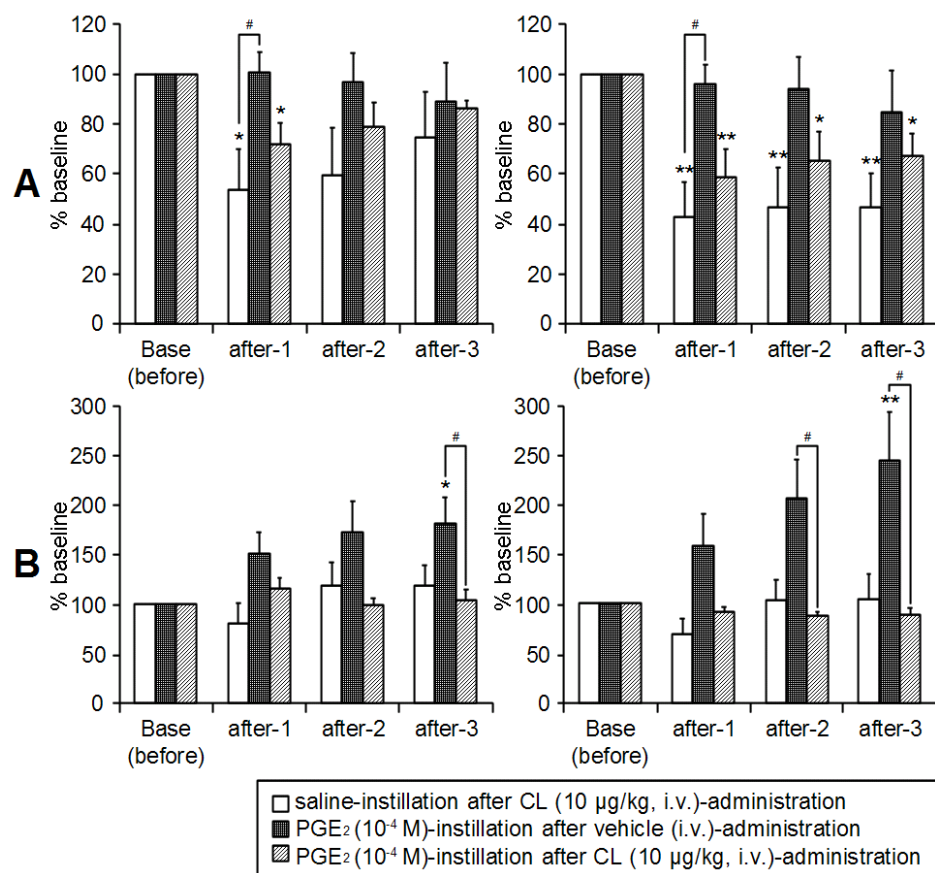 A
% baseline
120
100
80
60
40
20
0
#
*
*
Base
(before)
after-1
after-2
after-3
% baseline
120
100
80
60
40
20
0
#
**
**
**
*
**
*
Base
(before)
after-1
after-2
after-3
B
% baseline
300
250
200
150
100
50
0
#
*
Base
(before)
after-1
after-2
after-3
% baseline
300
250
200
150
100
50
0
#
#
**
Base
(before)
after-1
after-2
after-3
saline-instillation after CL (10 µg/kg, i.v.)-administration
PGE₂ (10⁻⁴ M)-instillation after vehicle (i.v.)-administration
PGE₂ (10⁻⁴ M)-instillation after CL (10 µg/kg, i.v.)-administration